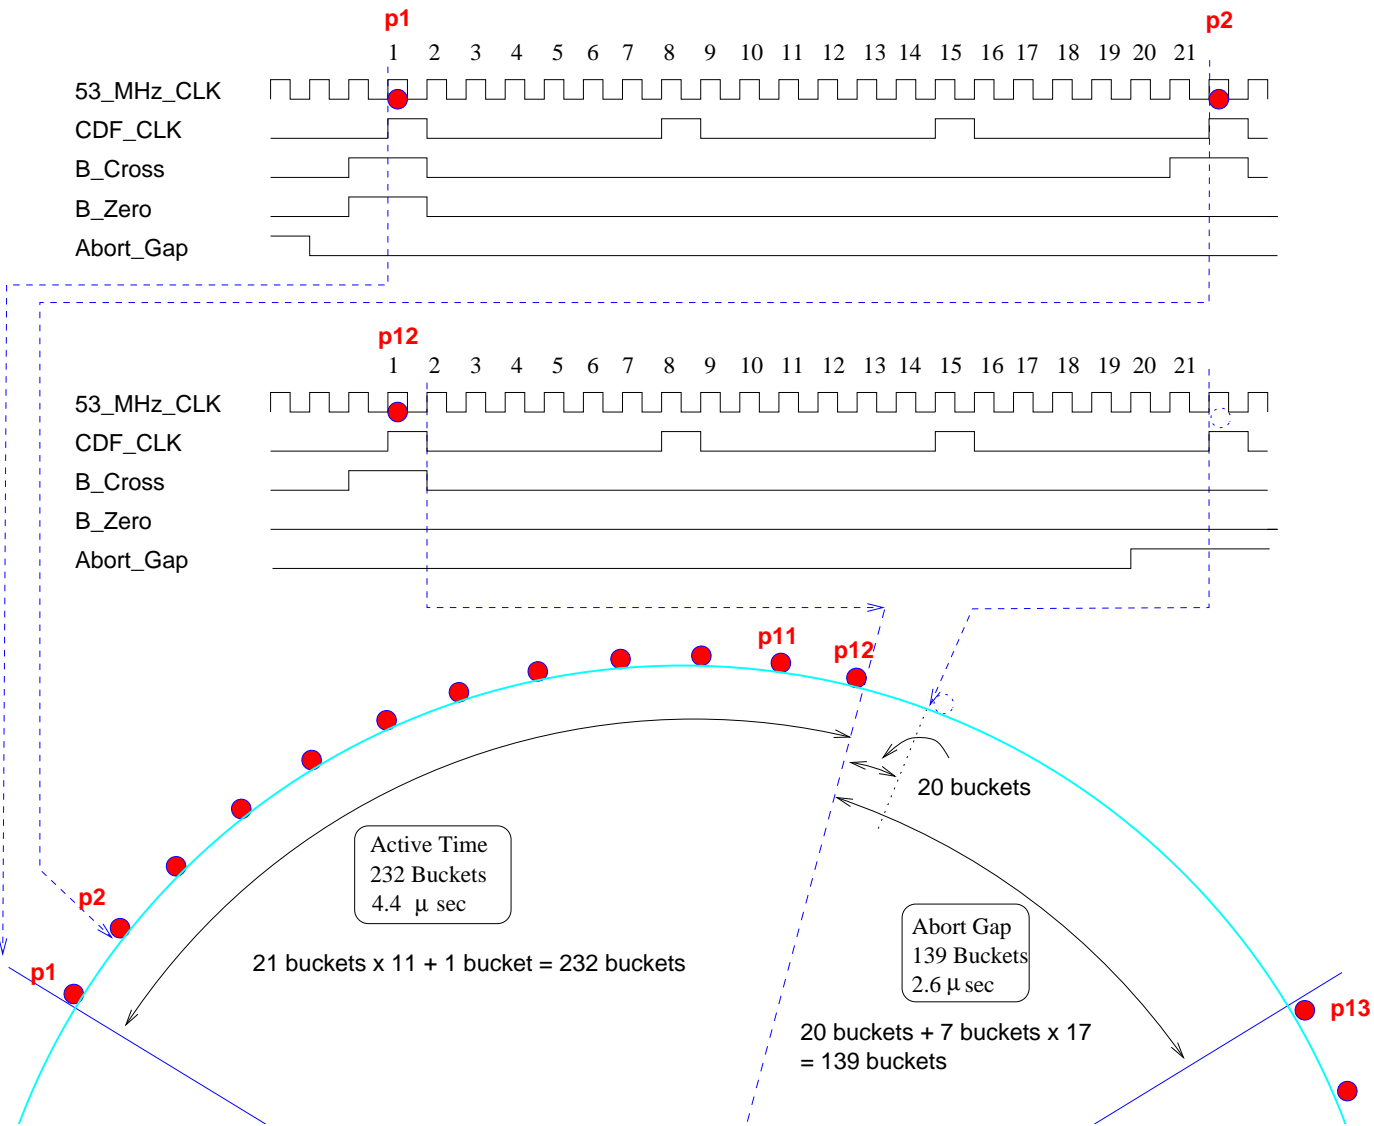 p1 p2
1 2 3 4 5 6 7 8 9 10 11 12 13 14 15 16 17 18 19 20 21
53_MHz_CLK
CDF_CLK
B_Cross
B_Zero
Abort_Gap
p12
1 2 3 4 5 6 7 8 9 10 11 12 13 14 15 16 17 18 19 20 21
53_MHz_CLK
CDF_CLK
B_Cross
B_Zero
Abort_Gap
p11
p12
20 buckets
Active Time
232 Buckets
4.4 μ sec
p2
Abort Gap
139 Buckets
2.6 μ sec
21 buckets x 11 + 1 bucket = 232 buckets
p1
p13
20 buckets + 7 buckets x 17
= 139 buckets